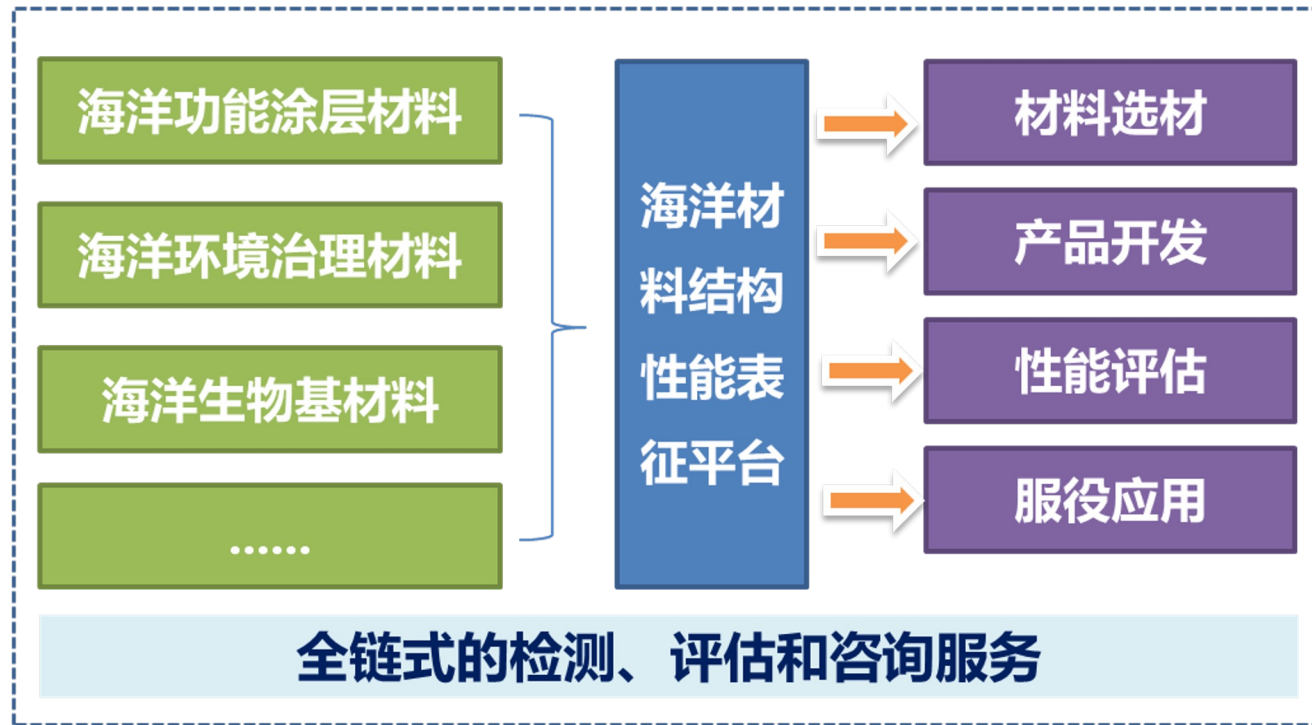 海洋功能涂层材料
海洋环境治理材料
海洋生物基材料
......
海洋材
料结构
性能表
征平台
材料选材
产品开发
性能评估
服役应用
全链式的检测、评估和咨询服务